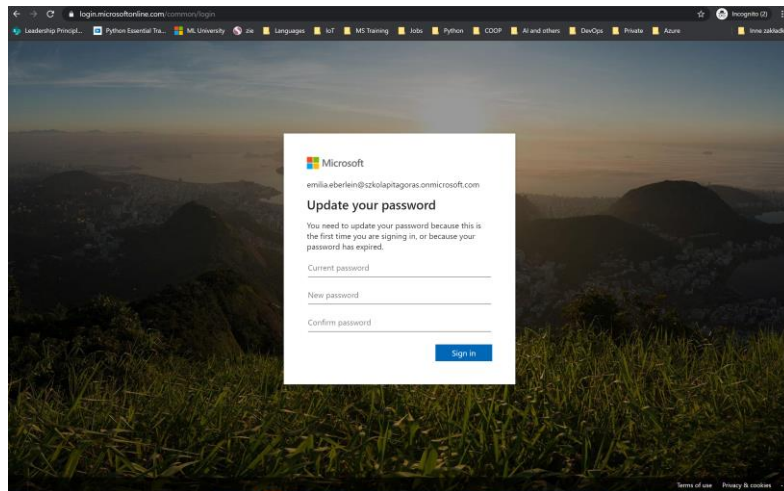 login.microsoftonline.com/common/login
Incognito (2)
Leadership Principl... Python Essential Tra... ML University zie Languages IoT MS Training Jobs Python COOP AI and others DevOps Private Azure Inne zakładk
Microsoft
emilia.eberlein@szkolapitagoras.onmicrosoft.com
Update your password
You need to update your password because this is
the first time you are signing in, or because your
password has expired.
Current password
New password
Confirm password
Sign in
Terms of use Privacy & cookies